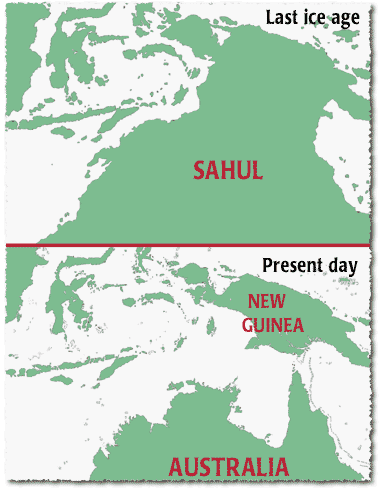 Last ice age
SAHUL
Present day
NEW
GUINEA
AUSTRALIA